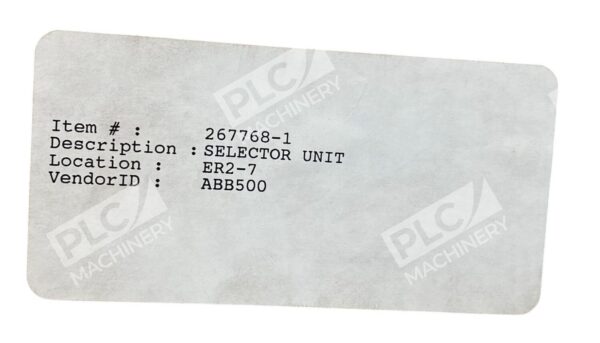 PLC
MACHINERY
Item # : 267768-1
Description : SELECTOR UNIT
Location : ER2-7
VendorID : ABB500
PLC
MACHINERY
PLC
MACHINERY